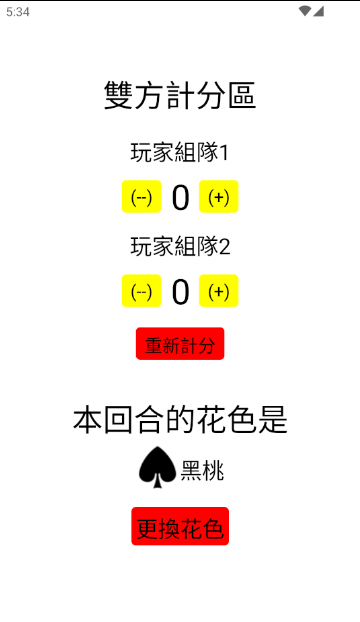 5:34
雙方計分區
玩家組隊1
(--) 0 (+)
玩家組隊2
(--) 0 (+)
重新計分
本回合的花色是
黑桃
更換花色